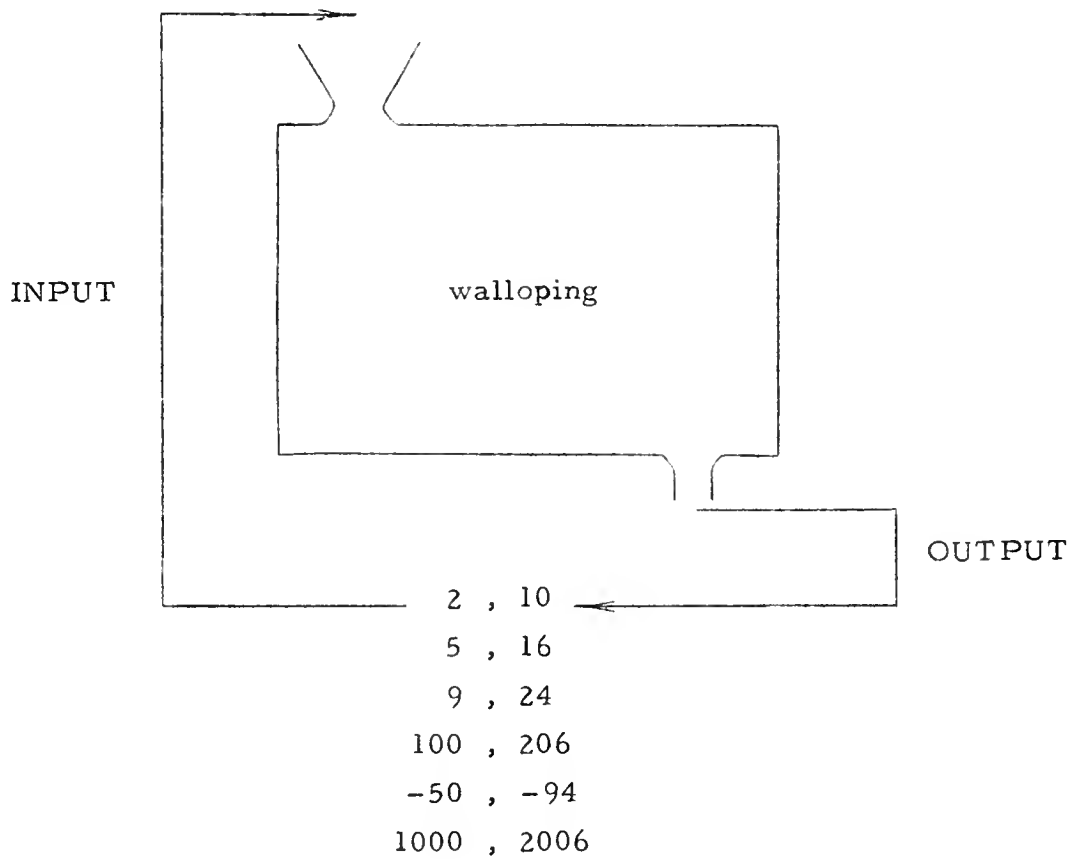 INPUT
walloping
OUTPUT
2 , 10
5 , 16
9 , 24
100 , 206
-50 , -94
1000 , 2006